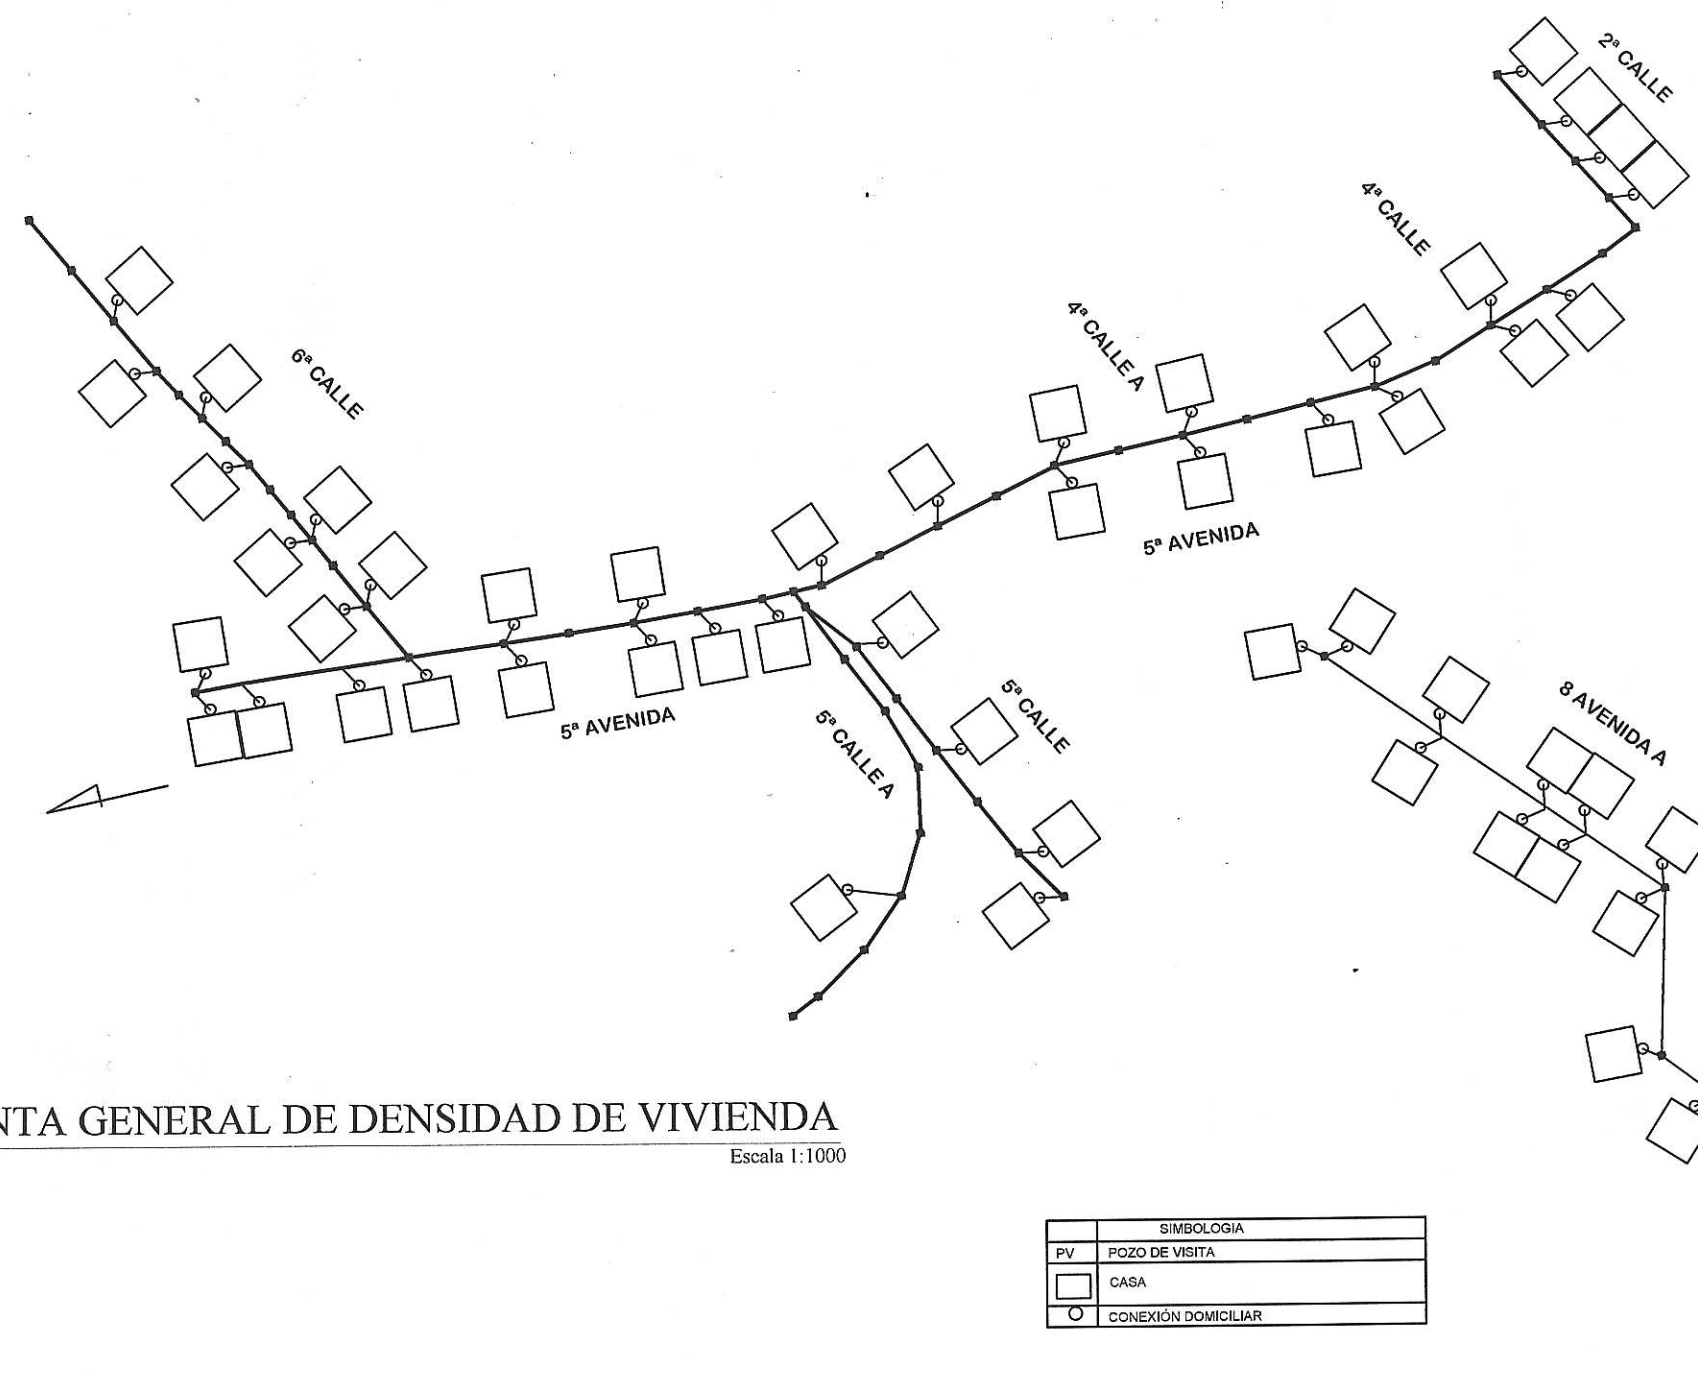 2ª CALLE
4ª CALLE
4ª CALLE A
6ª CALLE
5ª AVENIDA
5ª AVENIDA
5ª CALLE
5ª CALLE A
8 AVENIDA A
NTA GENERAL DE DENSIDAD DE VIVIENDA
Escala 1:1000
SIMBOLOGIA
PV POZO DE VISITA
CASA
CONEXIÓN DOMICILIAR